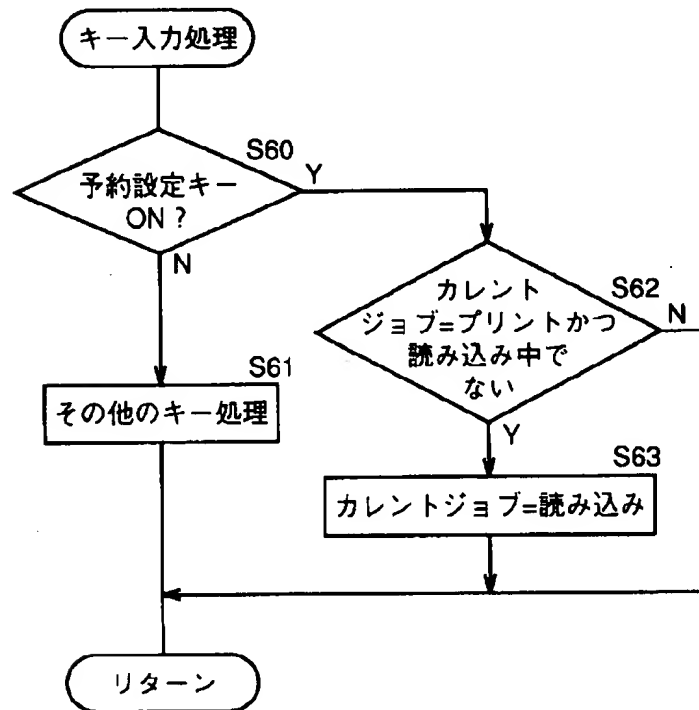 キー入力処理
S60
予約設定キー
ON?
Y
N
S62
カレント
ジョブ=プリントかつ
読み込み中で
ない
N
Y
S61
その他のキー処理
S63
カレントジョブ=読み込み
リターン